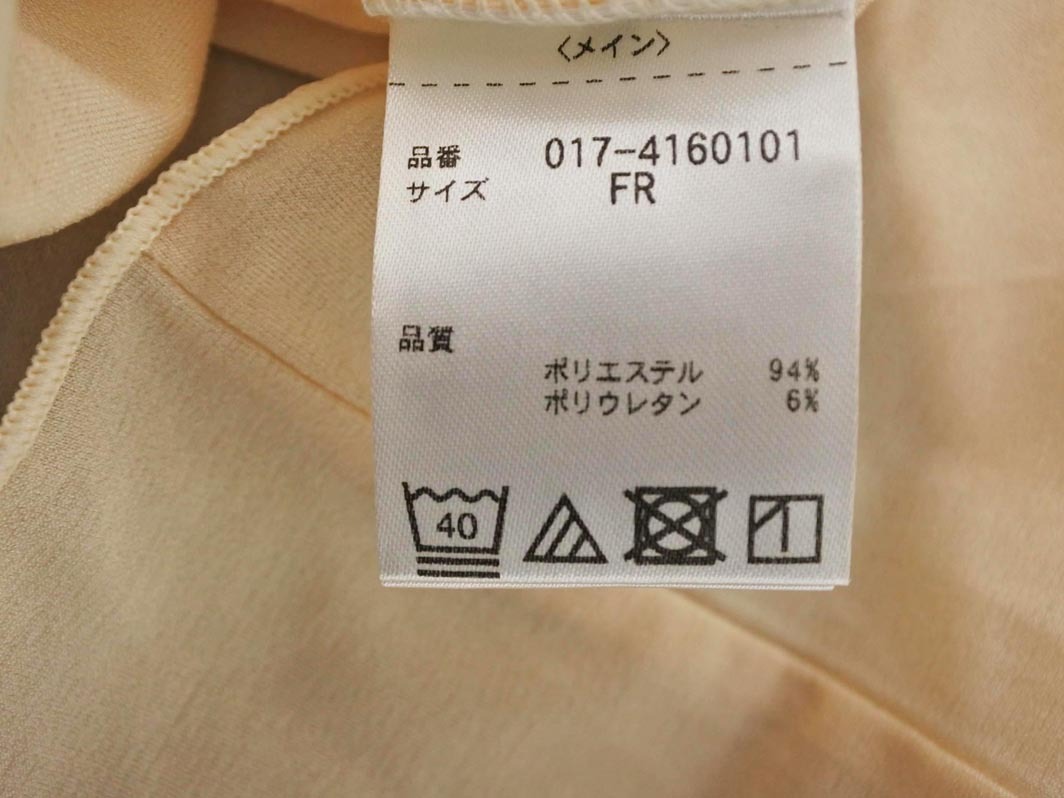 〈メイン〉
品番 017-4160101
サイズ FR
品質
ポリエステル 94%
ポリウレタン 6%
40